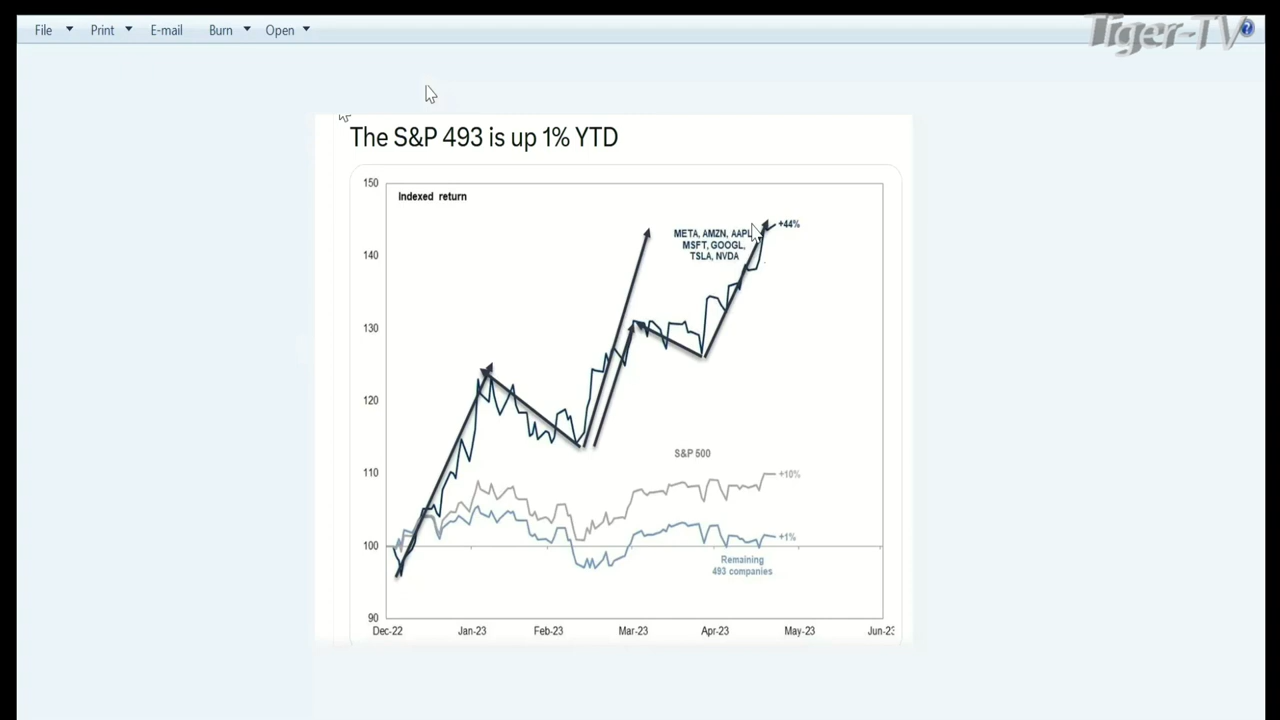 File Print E-mail Burn Open
Tiger-TV
?
The S&P 493 is up 1% YTD
150
Indexed return
+44%
META, AMZN, AAPL
MSFT, GOOGL,
TSLA, NVDA
140
130
120
S&P 500
110
+10%
+1%
100
Remaining
493 companies
90
Dec-22 Jan-23 Feb-23 Mar-23 Apr-23 May-23 Jun-23